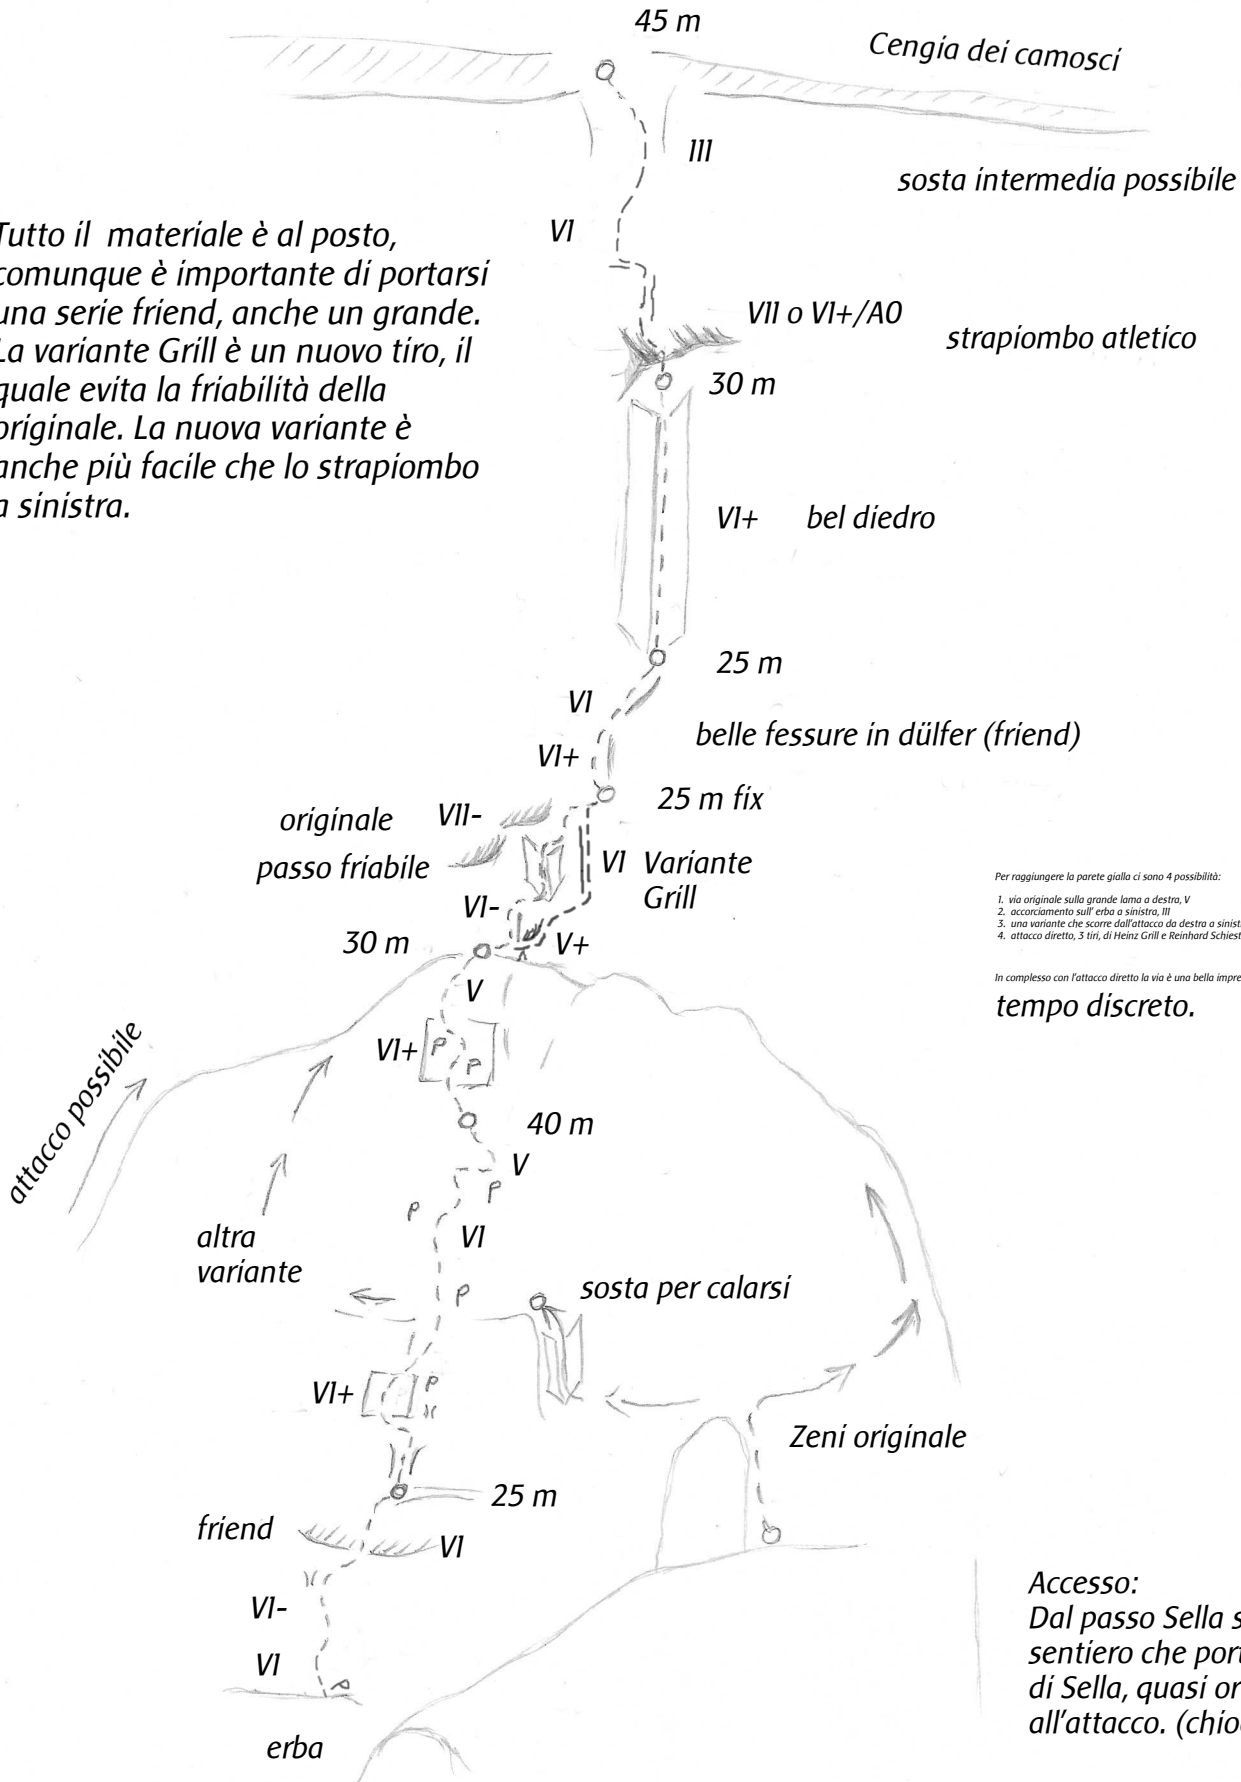 45 m
Cengia dei camosci
III
sosta intermedia possibile
VI
Tutto il materiale è al posto,
comunque è importante di portarsi
una serie friend, anche un grande.
La variante Grill è un nuovo tiro, il
quale evita la friabilità della
originale. La nuova variante è
anche più facile che lo strapiombo
a sinistra.
VII o VI+/A0
strapiombo atletico
30 m
VI+ bel diedro
25 m
VI
belle fessure in dülfer (friend)
VI+
25 m fix
originale VII-
passo friabile
VI Variante
Grill
VI-
V+
30 m
Per raggiungere la parete gialla ci sono 4 possibilità:
1. via originale sulla grande lama a destra, V
2. accorciamento sull' erba a sinistra, III
3. una variante che scorre dall'attacco da destra a sinist
4. attacco diretto, 3 tiri, di Heinz Grill e Reinhard Schiest
In complesso con l'attacco diretto la via è una bella impre
tempo discreto.
V
VI+
P
P
attacco possibile
40 m
V
P
P
VI
altra
variante
P
sosta per calarsi
VI+
P
Zeni originale
25 m
friend
VI
VI-
VI
P
erba
Accesso:
Dal passo Sella s
sentiero che port
di Sella, quasi or
all'attacco. (chio